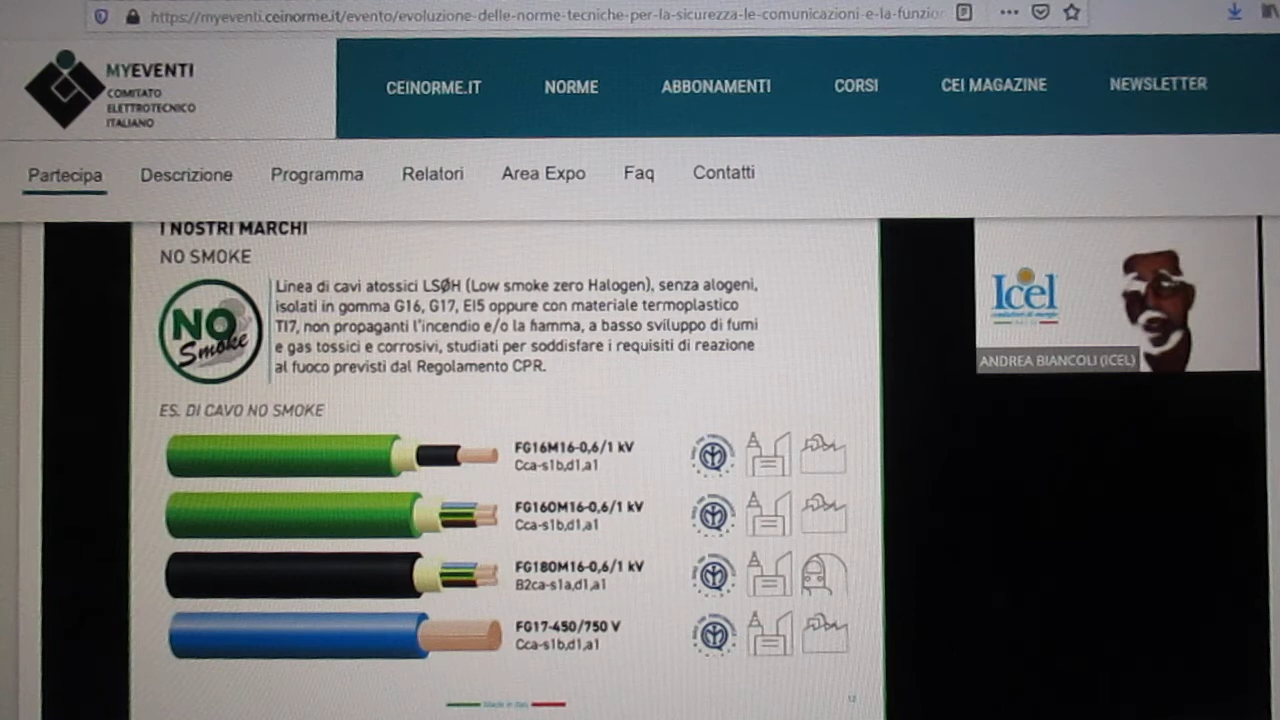 https://myeventi.ceinorme.it/evento/evoluzione-delle-norme-tecniche-per-la-sicurezza-le-comunicazioni-e-la-funzior
MYEVENTI
COMITATO
ELETTROTECNICO
ITALIANO
CEINORME.IT NORME ABBONAMENTI CORSI CEI MAGAZINE NEWSLETTER
Partecipa Descrizione Programma Relatori Area Expo Faq Contatti
I NOSTRI MARCHI
NO SMOKE
NO
Smoke
Linea di cavi atossici LSØH (Low smoke zero Halogen), senza alogeni,
isolati in gomma G16, G17, EI5 oppure con materiale termoplastico
TI7, non propaganti l'incendio e/o la fiamma, a basso sviluppo di fumi
e gas tossici e corrosivi, studiati per soddisfare i requisiti di reazione
al fuoco previsti dal Regolamento CPR.
ES. DI CAVO NO SMOKE
FG16M16-0,6/1 kV
Cca-s1b,d1,a1
FG16OM16-0,6/1 kV
Cca-s1b,d1,a1
FG18OM16-0,6/1 kV
B2ca-s1a,d1,a1
FG17-450/750 V
Cca-s1b,d1,a1
Made in Italy
12
Icel
ANDREA BIANCOLI (ICEL)